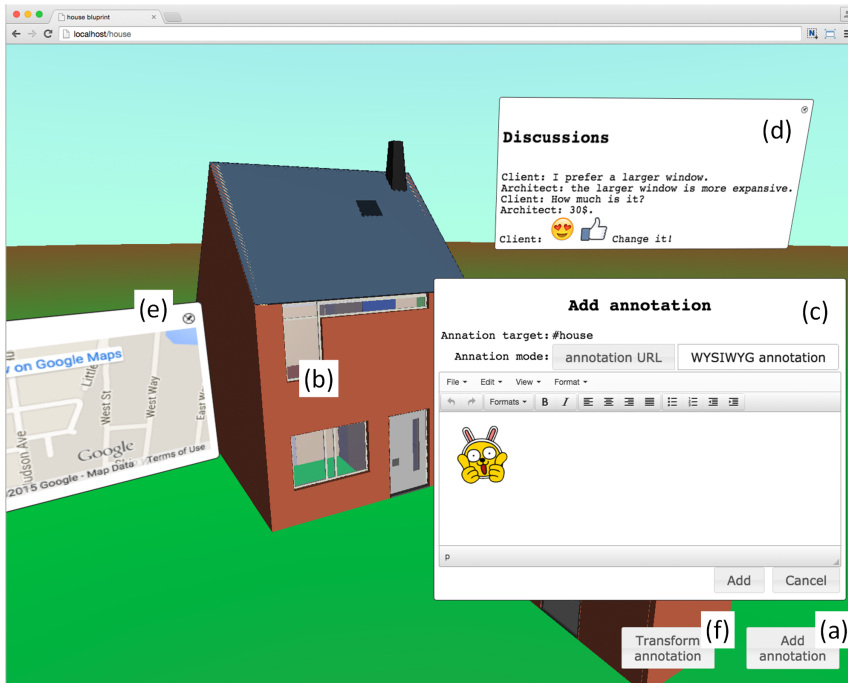 house bluprint
localhost/house
(d)
Discussions
Client: I prefer a larger window.
Architect: the larger window is more expansive.
Client: How much is it?
Architect: 30$.
Client: Change it!
(e)
w on Google Maps
Little
West St
West Way
East W
udson Ave
Google
2015 Google - Map Data
Terms of Use
(b)
(c)
Add annotation
Annation target: #house
Annation mode: annotation URL WYSIWYG annotation
File Edit View Format
Formats B I
p
Add Cancel
Transform annotation (f)
Add annotation (a)